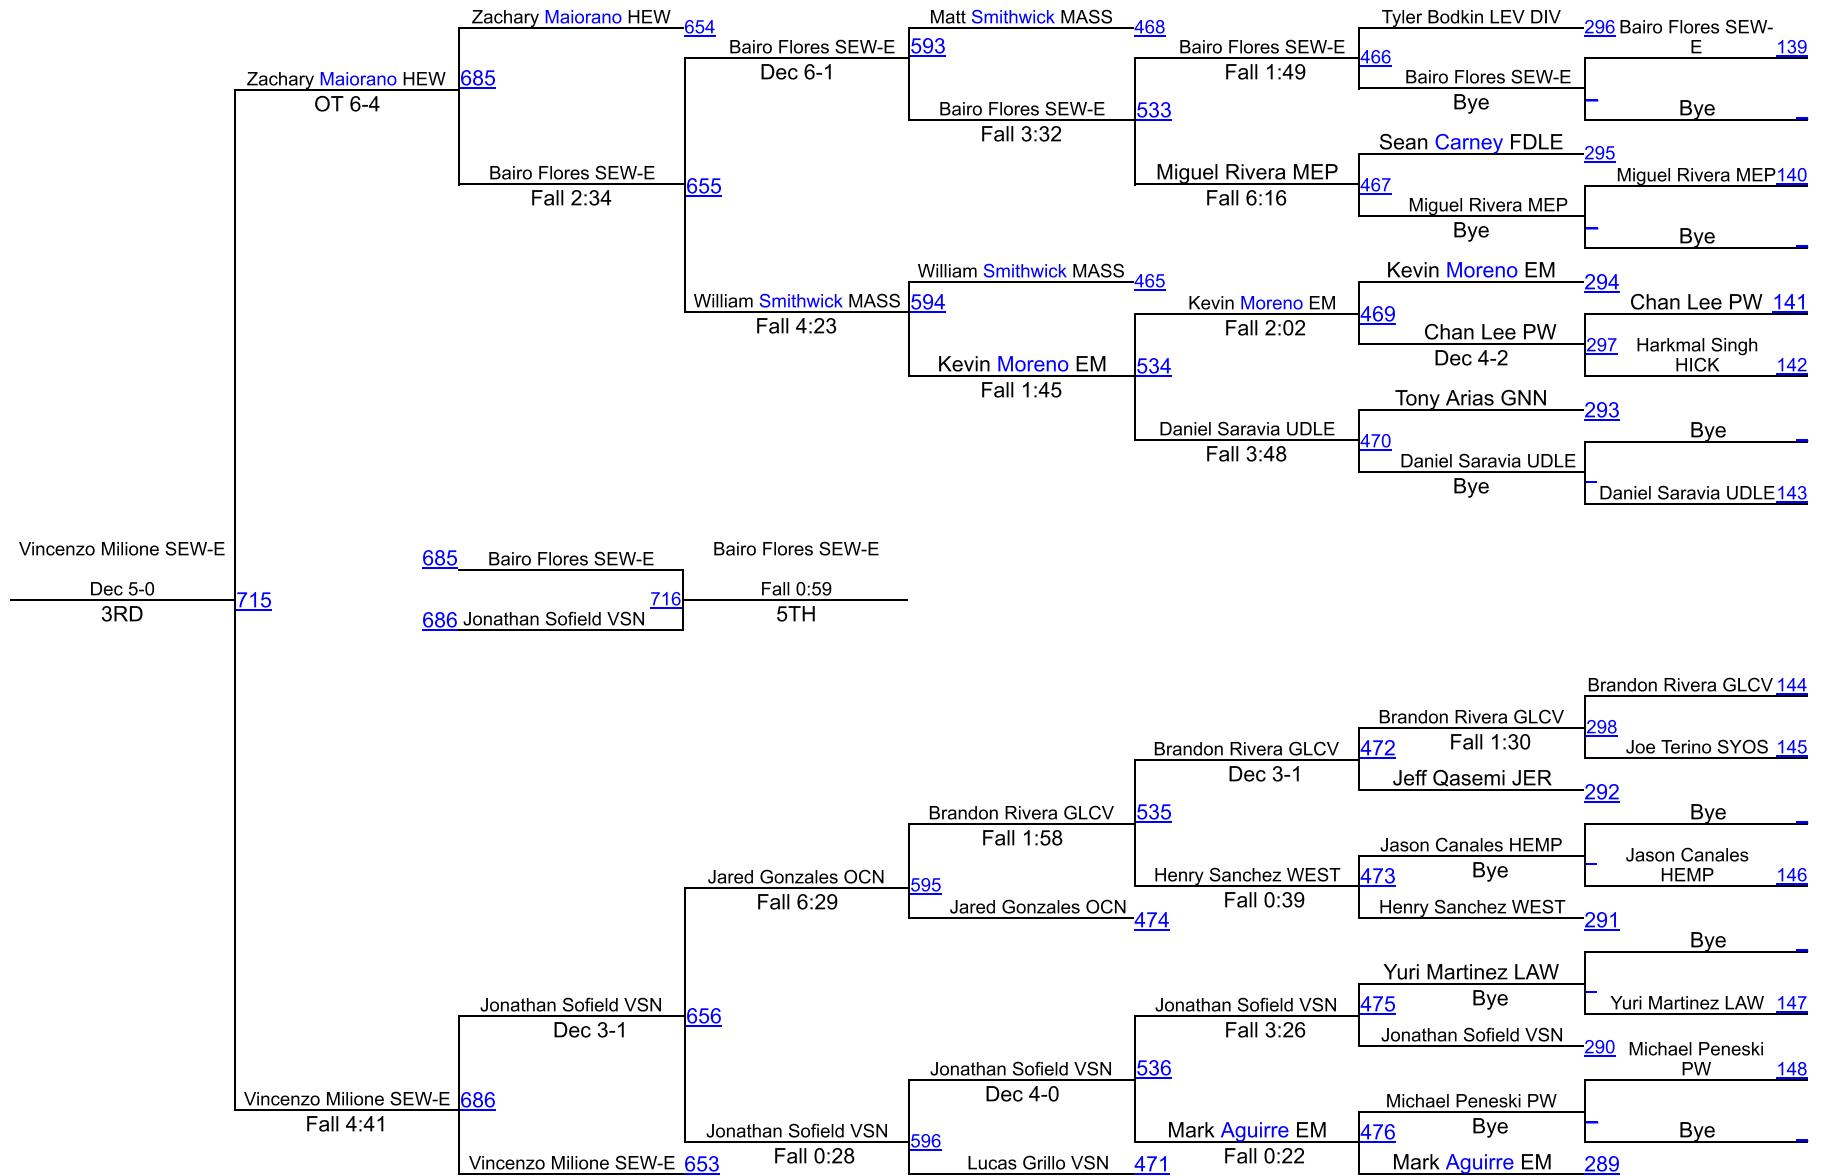 Zachary Maiorano HEW
654
Matt Smithwick MASS
468
Tyler Bodkin LEV DIV
296
Bairo Flores SEW-
E
139
Bairo Flores SEW-E
593
Dec 6-1
Bairo Flores SEW-E
466
Fall 1:49
Bairo Flores SEW-E
Bye
Zachary Maiorano HEW
685
OT 6-4
Bairo Flores SEW-E
533
Fall 3:32
Bye
Sean Carney FDLE
295
Bairo Flores SEW-E
655
Fall 2:34
Miguel Rivera MEP
467
Fall 6:16
Miguel Rivera MEP
140
Miguel Rivera MEP
Bye
Bye
William Smithwick MASS
465
Kevin Moreno EM
294
William Smithwick MASS
594
Fall 4:23
Kevin Moreno EM
469
Fall 2:02
Chan Lee PW
141
Chan Lee PW
297
Dec 4-2
Harkmal Singh
HICK
142
Kevin Moreno EM
534
Fall 1:45
Tony Arias GNN
293
Daniel Saravia UDLE
470
Fall 3:48
Bye
Daniel Saravia UDLE
Bye
Daniel Saravia UDLE
143
Vincenzo Milione SEW-E
Dec 5-0
3RD
715
685
Bairo Flores SEW-E
Bairo Flores SEW-E
716
Fall 0:59
5TH
686
Jonathan Sofield VSN
Brandon Rivera GLCV
144
Brandon Rivera GLCV
298
Fall 1:30
Joe Terino SYOS
145
Brandon Rivera GLCV
472
Dec 3-1
Jeff Qasemi JER
292
Brandon Rivera GLCV
535
Fall 1:58
Bye
Jason Canales HEMP
Bye
Jason Canales
HEMP
146
Jared Gonzales OCN
595
Fall 6:29
Henry Sanchez WEST
473
Fall 0:39
Jared Gonzales OCN
474
Henry Sanchez WEST
291
Bye
Yuri Martinez LAW
Bye
Yuri Martinez LAW
147
Jonathan Sofield VSN
656
Dec 3-1
Jonathan Sofield VSN
475
Fall 3:26
Jonathan Sofield VSN
290
Michael Peneski
PW
148
Jonathan Sofield VSN
536
Dec 4-0
Vincenzo Milione SEW-E
686
Fall 4:41
Michael Peneski PW
Bye
Bye
Jonathan Sofield VSN
596
Fall 0:28
Mark Aguirre EM
476
Fall 0:22
Vincenzo Milione SEW-E
653
Lucas Grillo VSN
471
Mark Aguirre EM
289